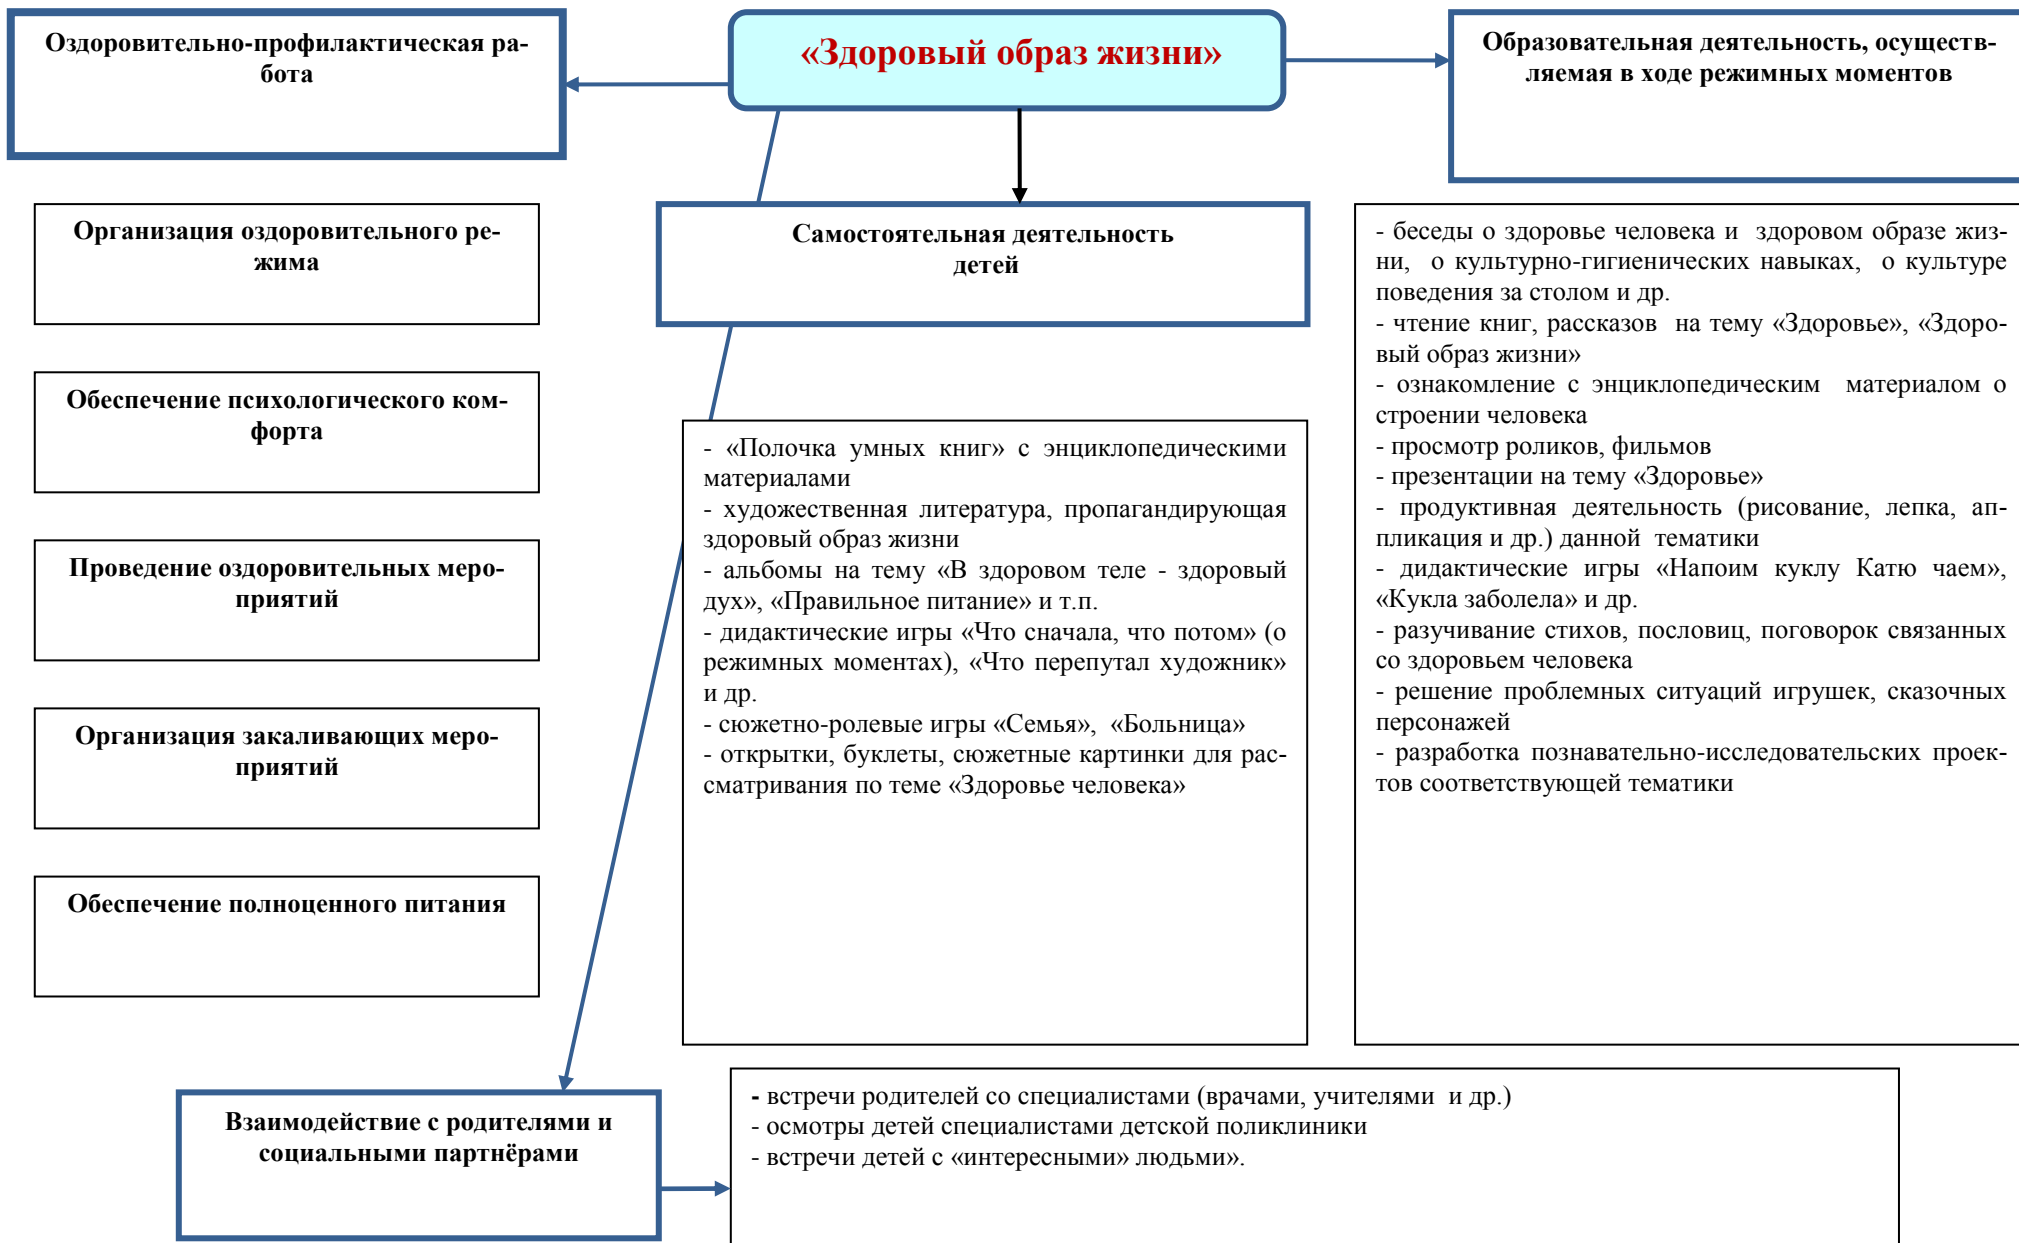 Оздоровительно-профилактическая ра-
бота
«Здоровый образ жизни»
Образовательная деятельность, осуществ-
ляемая в ходе режимных моментов
Организация оздоровительного ре-
жима
Обеспечение психологического ком-
форта
Проведение оздоровительных меро-
приятий
Организация закаливающих меро-
приятий
Обеспечение полноценного питания
Самостоятельная деятельность
детей
- «Полочка умных книг» с энциклопедическими
материалами
- художественная литература, пропагандирующая
здоровый образ жизни
- альбомы на тему «В здоровом теле - здоровый
дух», «Правильное питание» и т.п.
- дидактические игры «Что сначала, что потом» (о
режимных моментах), «Что перепутал художник»
и др.
- сюжетно-ролевые игры «Семья», «Больница»
- открытки, буклеты, сюжетные картинки для рас-
сматривания по теме «Здоровье человека»
- беседы о здоровье человека и здоровом образе жиз-
ни, о культурно-гигиенических навыках, о культуре
поведения за столом и др.
- чтение книг, рассказов на тему «Здоровье», «Здоро-
вый образ жизни»
- ознакомление с энциклопедическим материалом о
строении человека
- просмотр роликов, фильмов
- презентации на тему «Здоровье»
- продуктивная деятельность (рисование, лепка, ап-
пликация и др.) данной тематики
- дидактические игры «Напоим куклу Катю чаем»,
«Кукла заболела» и др.
- разучивание стихов, пословиц, поговорок связанных
со здоровьем человека
- решение проблемных ситуаций игрушек, сказочных
персонажей
- разработка познавательно-исследовательских проек-
тов соответствующей тематики
Взаимодействие с родителями и
социальными партнёрами
- встречи родителей со специалистами (врачами, учителями и др.)
- осмотры детей специалистами детской поликлиники
- встречи детей с «интересными» людьми».